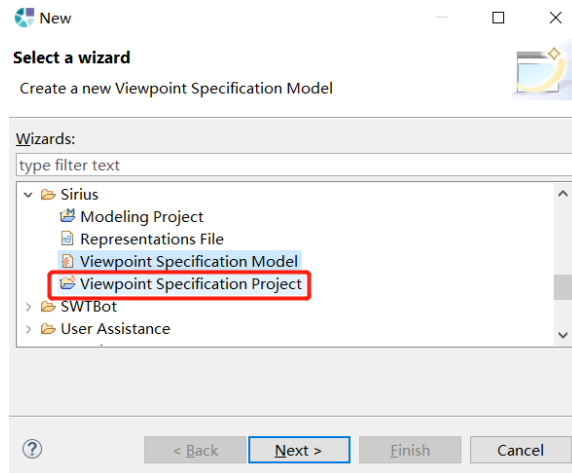 New
Select a wizard
Create a new Viewpoint Specification Model
Wizards:
type filter text
Sirius
Modeling Project
Representations File
Viewpoint Specification Model
Viewpoint Specification Project
SWTBot
User Assistance
< Back Next > Finish Cancel